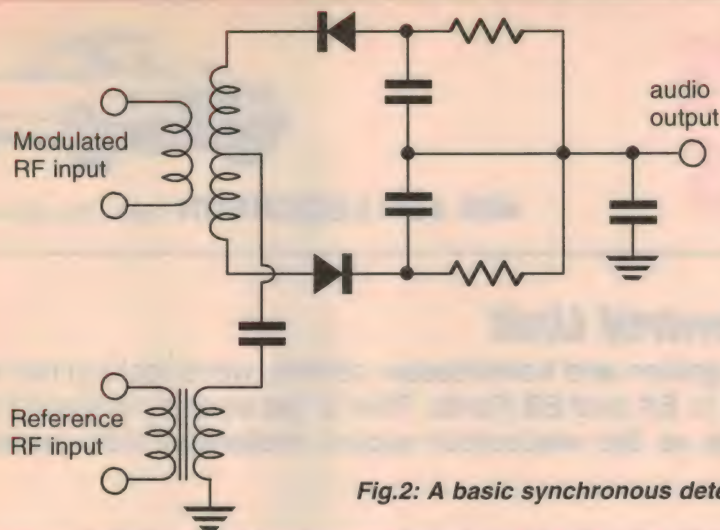 Modulated
RF input
audio
output
Reference
RF input
Fig.2: A basic synchronous dete